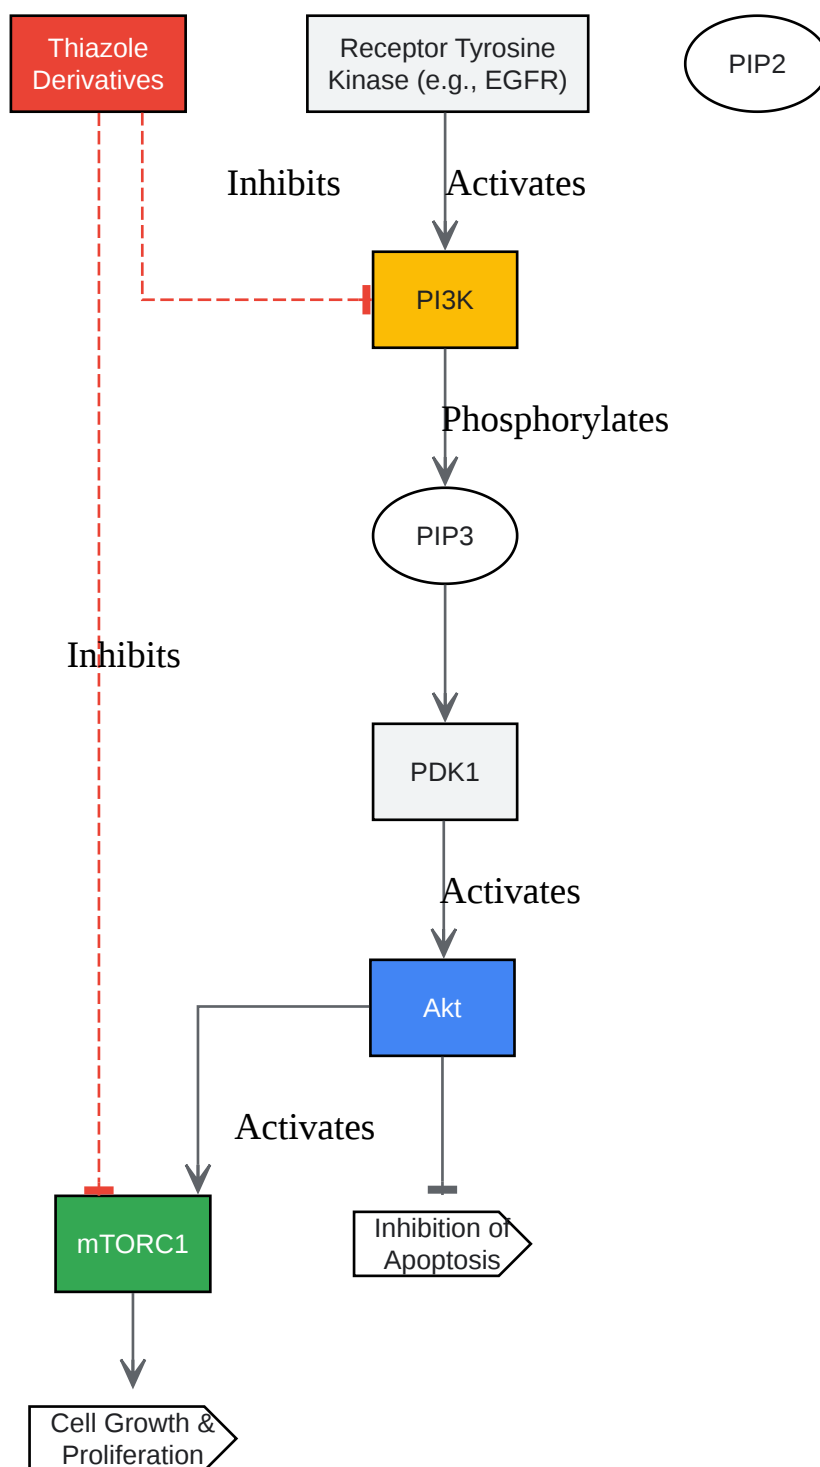 Thiazole
Derivatives
Receptor Tyrosine
Kinase (e.g., EGFR)
PIP2
Inhibits
Activates
PI3K
Phosphorylates
PIP3
Inhibits
PDK1
Activates
Akt
Activates
mTORC1
Inhibition of
Apoptosis
Cell Growth &
Proliferation